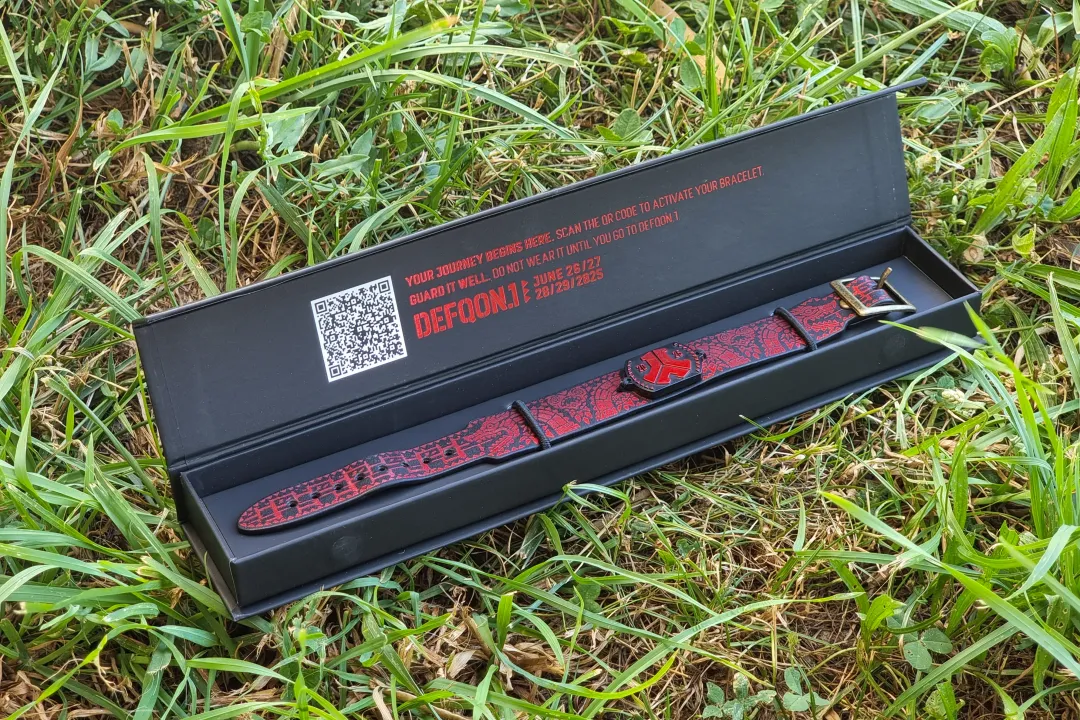 YOUR JOURNEY BEGINS HERE. SCAN THE QR CODE TO ACTIVATE YOUR BRACELET.
GUARD IT WELL. DO NOT WEAR IT UNTIL YOU GO TO DEFQON.1
DEFQON.1 JUNE 26/27
28/29/2025